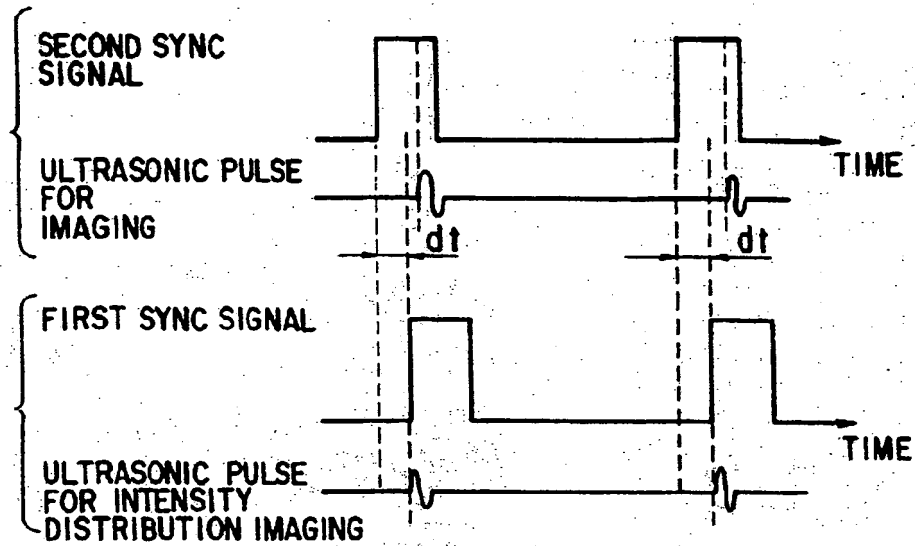 SECOND SYNC
SIGNAL
TIME
ULTRASONIC PULSE
FOR
IMAGING
dt
dt
FIRST SYNC SIGNAL
TIME
ULTRASONIC PULSE
FOR INTENSITY
DISTRIBUTION IMAGING